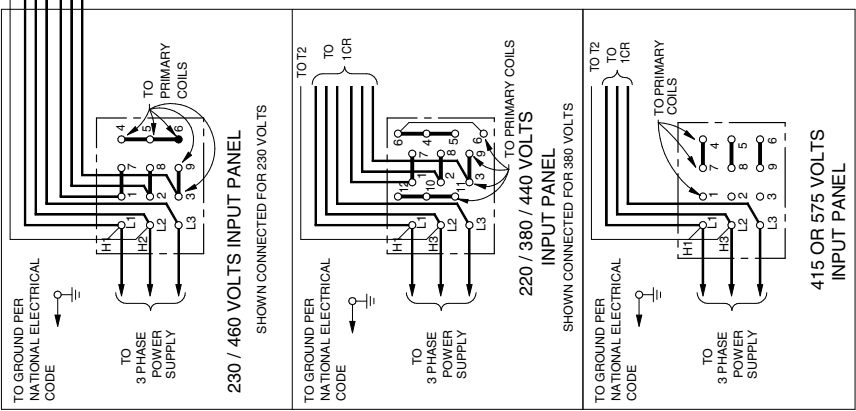 TO GROUND PER
NATIONAL ELECTRICAL
CODE
TO
3 PHASE
POWER
SUPPLY
H1
H2
L1
L2
L3
1
2
3
7
8
9
4
5
6
TO
PRIMARY
COILS
230 / 460 VOLTS INPUT PANEL
SHOWN CONNECTED FOR 230 VOLTS
TO T2
TO
1CR
TO GROUND PER
NATIONAL ELECTRICAL
CODE
TO
3 PHASE
POWER
SUPPLY
H1
H3
L1
L2
L3
12
10
11
1
2
3
7
8
9
6
4
5
6
TO PRIMARY COILS
220 / 380 / 440 VOLTS
INPUT PANEL
SHOWN CONNECTED FOR 380 VOLTS
TO T2
TO
1CR
TO GROUND PER
NATIONAL ELECTRICAL
CODE
TO
3 PHASE
POWER
SUPPLY
H1
H3
L1
L2
L3
1
2
3
7
8
9
4
5
6
TO PRIMARY
COILS
415 OR 575 VOLTS
INPUT PANEL